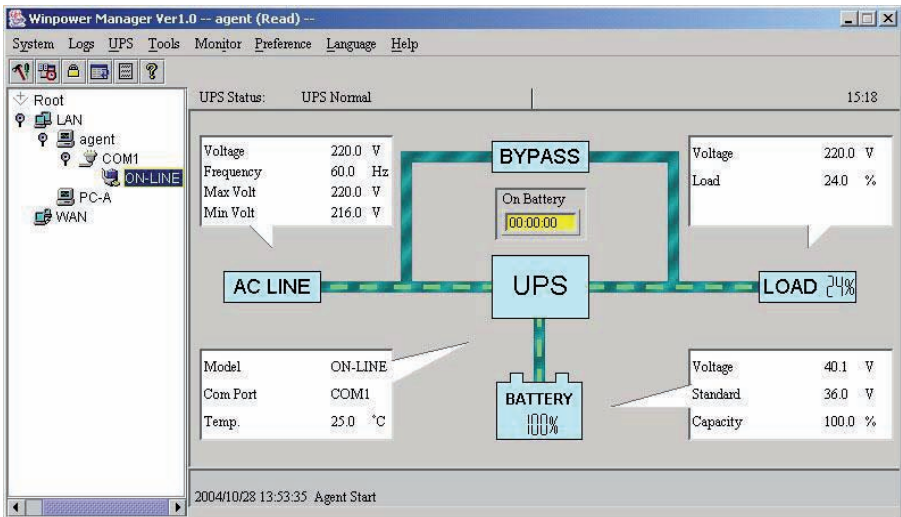 Winpower Manager Ver1.0 -- agent (Read) --
System Logs UPS Tools Monitor Preference Language Help
Root
LAN
agent
COM1
ON-LINE
PC-A
WAN
UPS Status: UPS Normal 15:18
Voltage 220.0 V
Frequency 60.0 Hz
Max Volt 220.0 V
Min Volt 216.0 V
BYPASS
On Battery
00:00:00
Voltage 220.0 V
Load 24.0 %
AC LINE
UPS
LOAD 24%
Model ON-LINE
Com Port COM1
Temp. 25.0 °C
BATTERY
100%
Voltage 40.1 V
Standard 36.0 V
Capacity 100.0 %
2004/10/28 13:53:35 Agent Start